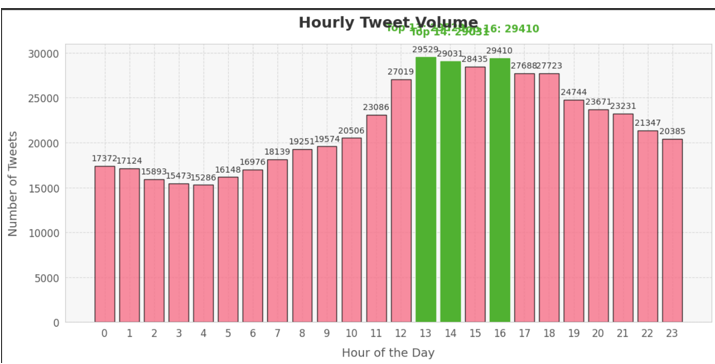 Hourly Tweet Volume
16: 29410
Top 14: 29031
Number of Tweets
30000
25000
20000
15000
10000
5000
0
17372 17124 15893 15473 15286 16148 16976 18139 19251 19574 20506 23086 27019 29529 29031 28435 29410 27688 27723 24744 23671 23231 21347 20385
0 1 2 3 4 5 6 7 8 9 10 11 12 13 14 15 16 17 18 19 20 21 22 23
Hour of the Day